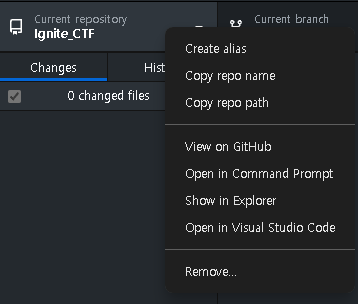 Current repository
Ignite_CTF
Current branch
Changes
Hist
0 changed files
Create alias
Copy repo name
Copy repo path
View on GitHub
Open in Command Prompt
Show in Explorer
Open in Visual Studio Code
Remove...